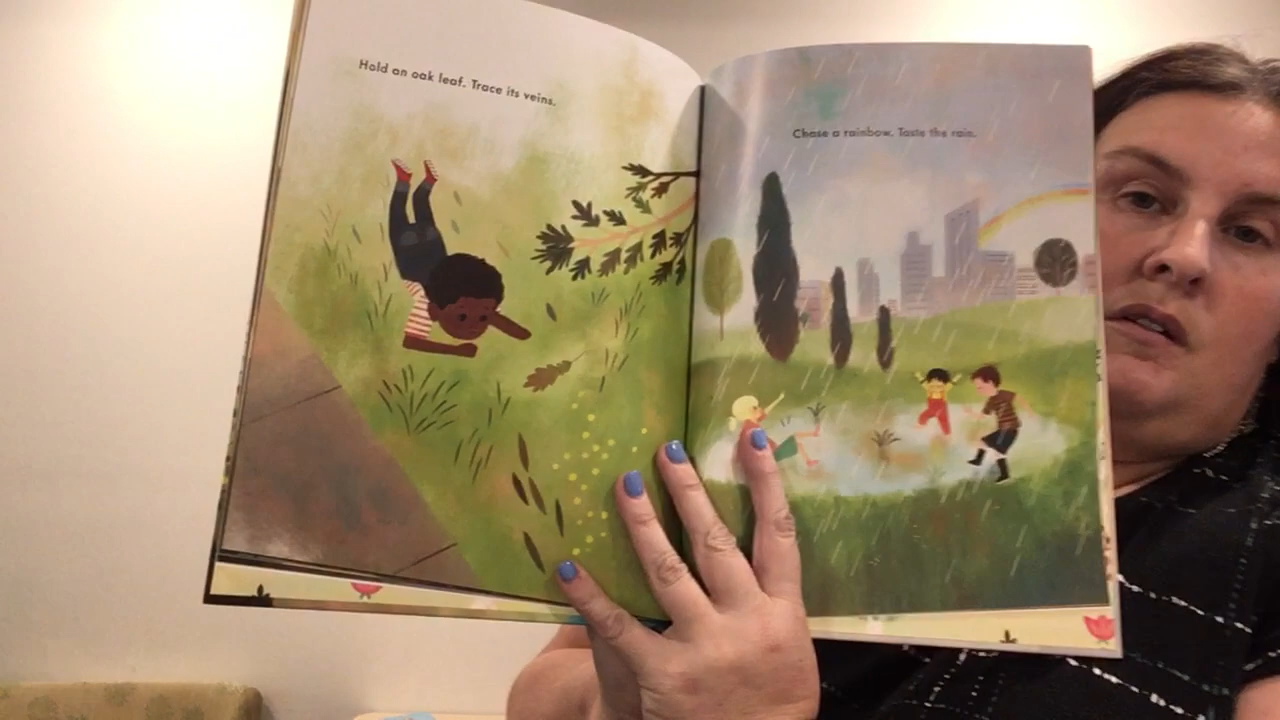 Hold an oak leaf. Trace its veins.
Chase a rainbow. Taste the rain.